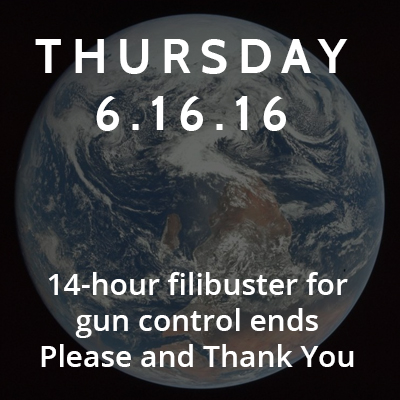 THURSDAY
6.16.16
14-hour filibuster for
gun control ends
Please and Thank You